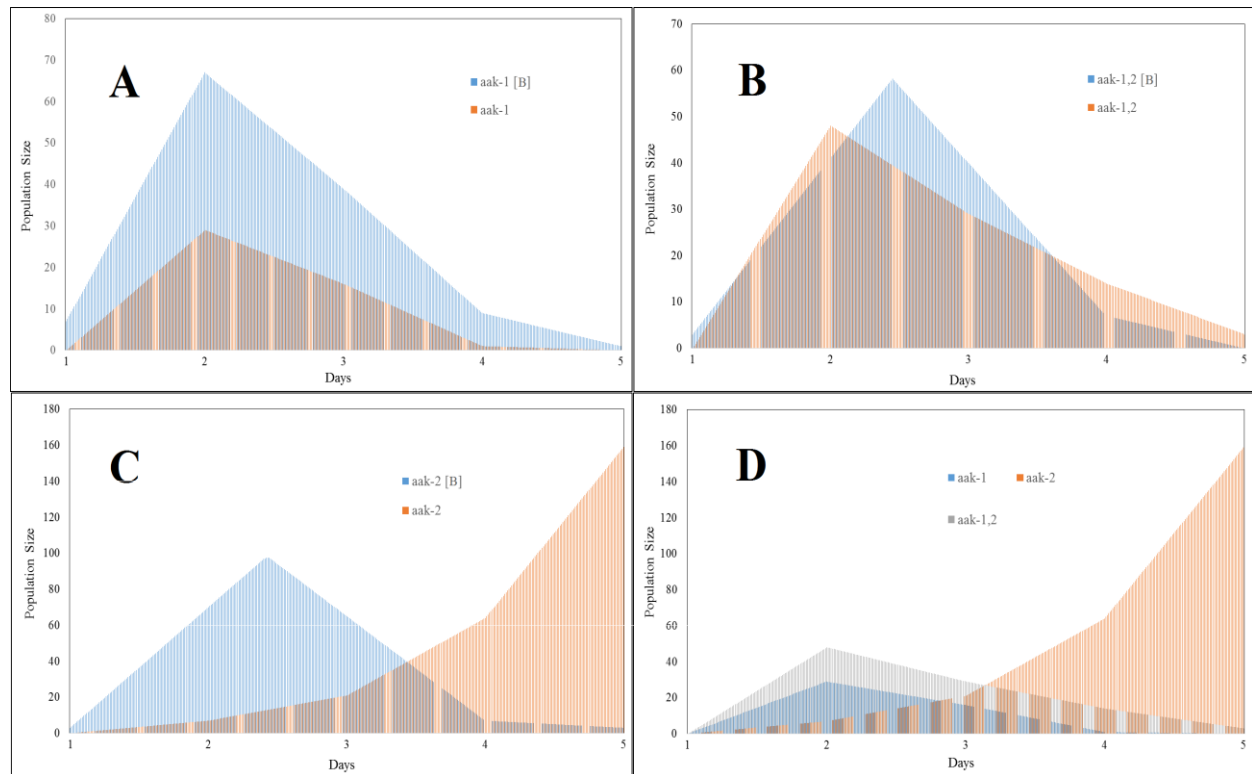 A
80
70
60
50
40
30
20
10
0
Population Size
aak-1 [B]
aak-1
1 2 3 4 5
Days
B
70
60
50
40
30
20
10
0
Population Size
aak-1,2 [B]
aak-1,2
1 2 3 4 5
Days
C
180
160
140
120
100
80
60
40
20
0
Population Size
aak-2 [B]
aak-2
1 2 3 4 5
Days
D
180
160
140
120
100
80
60
40
20
0
Population Size
aak-1 aak-2
aak-1,2
1 2 3 4 5
Days